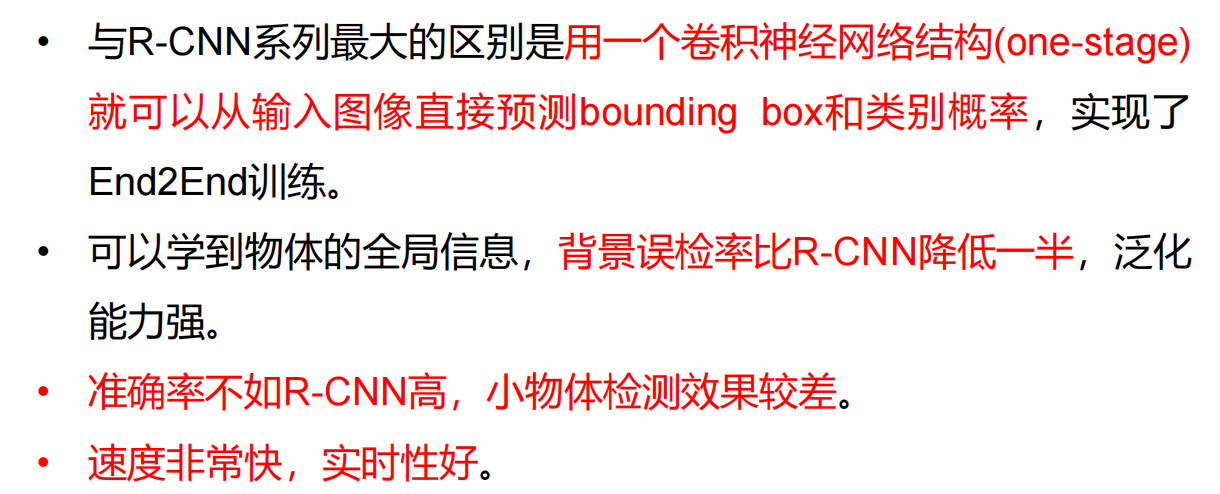 • 与R-CNN系列最大的区别是用一个卷积神经网络结构(one-stage)
就可以从输入图像直接预测bounding box和类别概率，实现了
End2End训练。
• 可以学到物体的全局信息，背景误检率比R-CNN降低一半，泛化
能力强。
• 准确率不如R-CNN高，小物体检测效果较差。
• 速度非常快，实时性好。